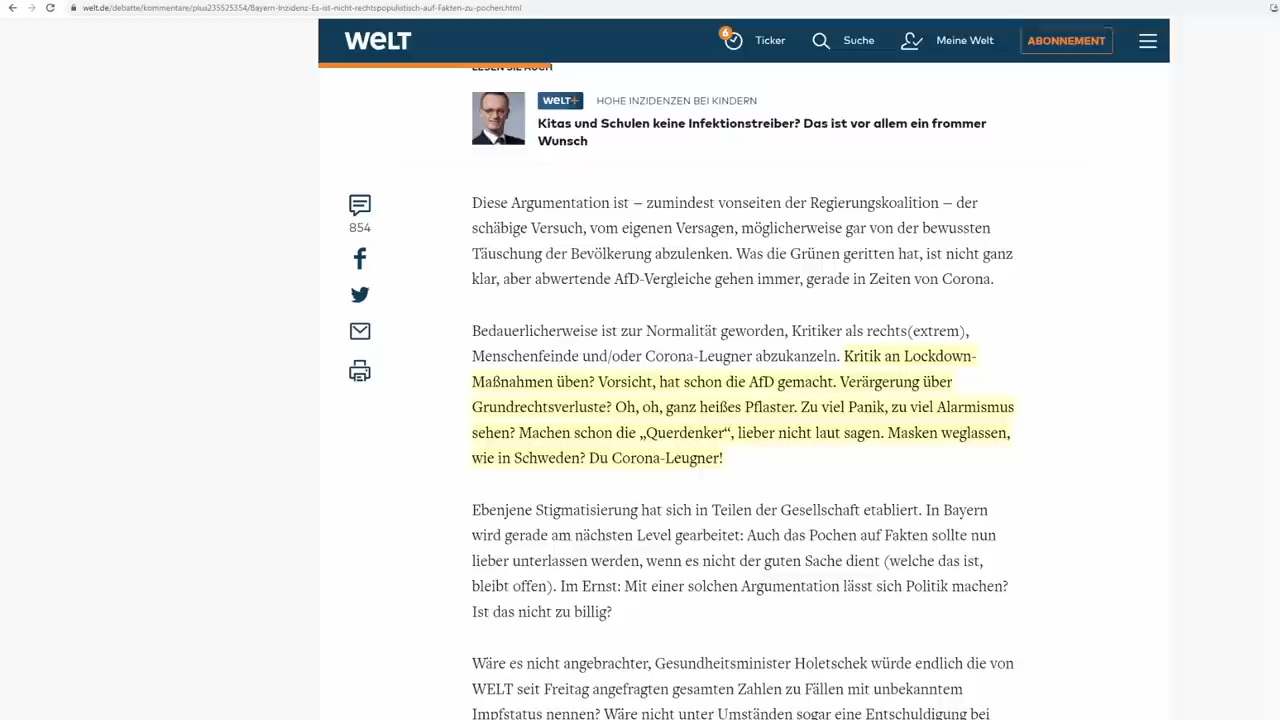 welt.de/debatte/kommentare/plus235525354/Bayern-Inzidenz-Es-ist-nicht-rechtspopulistisch-auf-Fakten-zu-pochen.html
WELT
6
Ticker
Suche
Meine Welt
ABONNEMENT
LESEN SIE AUCH
WELT+ HOHE INZIDENZEN BEI KINDERN
Kitas und Schulen keine Infektionstreiber? Das ist vor allem ein frommer
Wunsch
854
Diese Argumentation ist – zumindest vonseiten der Regierungskoalition – der
schäbige Versuch, vom eigenen Versagen, möglicherweise gar von der bewussten
Täuschung der Bevölkerung abzulenken. Was die Grünen geritten hat, ist nicht ganz
klar, aber abwertende AfD-Vergleiche gehen immer, gerade in Zeiten von Corona.
Bedauerlicherweise ist zur Normalität geworden, Kritiker als rechts(extrem),
Menschenfeinde und/oder Corona-Leugner abzukanzeln. Kritik an Lockdown-
Maßnahmen üben? Vorsicht, hat schon die AfD gemacht. Verärgerung über
Grundrechtsverluste? Oh, oh, ganz heißes Pflaster. Zu viel Panik, zu viel Alarmismus
sehen? Machen schon die „Querdenker“, lieber nicht laut sagen. Masken weglassen,
wie in Schweden? Du Corona-Leugner!
Ebenjene Stigmatisierung hat sich in Teilen der Gesellschaft etabliert. In Bayern
wird gerade am nächsten Level gearbeitet: Auch das Pochen auf Fakten sollte nun
lieber unterlassen werden, wenn es nicht der guten Sache dient (welche das ist,
bleibt offen). Im Ernst: Mit einer solchen Argumentation lässt sich Politik machen?
Ist das nicht zu billig?
Wäre es nicht angebrachter, Gesundheitsminister Holetschek würde endlich die von
WELT seit Freitag angefragten gesamten Zahlen zu Fällen mit unbekanntem
Impfstatus nennen? Wäre nicht unter Umständen sogar eine Entschuldigung bei